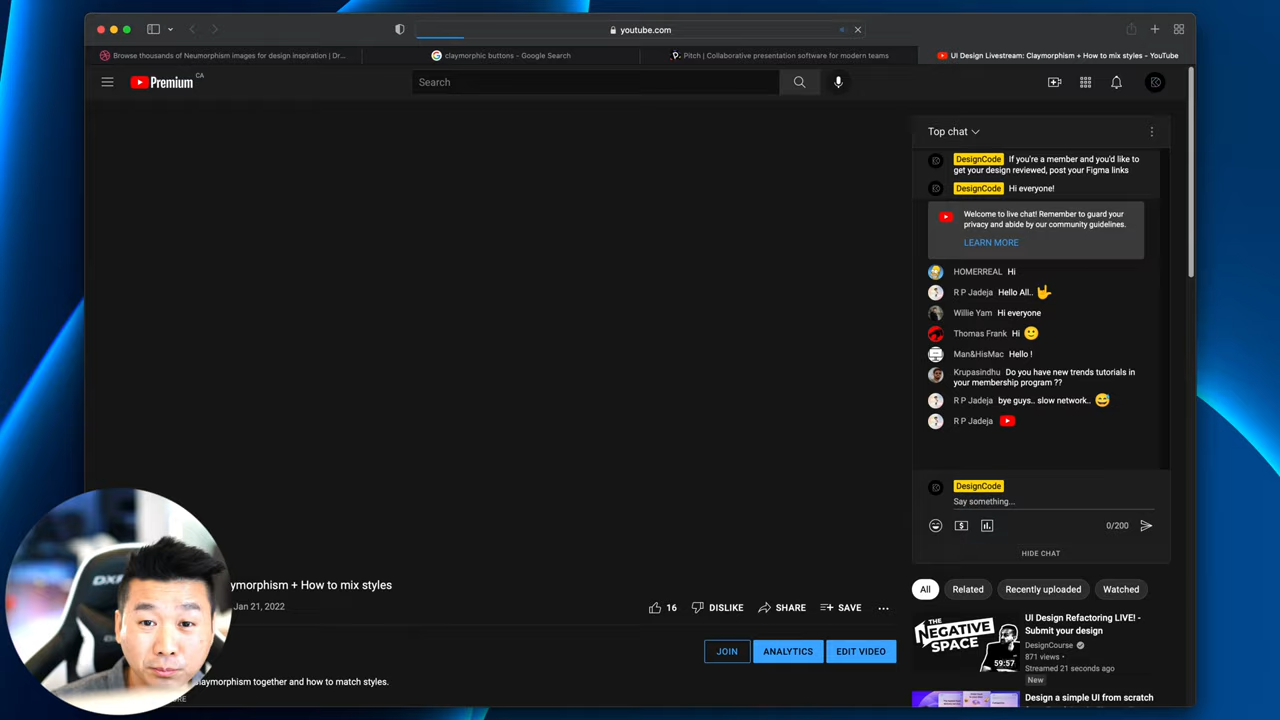 youtube.com
Browse thousands of Neumorphism images for design inspiration | Dr...
claymorphic buttons - Google Search
Pitch | Collaborative presentation software for modern teams
UI Design Livestream: Claymorphism + How to mix styles - YouTube
Premium CA
Search
Top chat
DesignCode If you're a member and you'd like to
get your design reviewed, post your Figma links
DesignCode Hi everyone!
Welcome to live chat! Remember to guard your
privacy and abide by our community guidelines.
LEARN MORE
HOMERREAL Hi
R P Jadeja Hello All..
Willie Yam Hi everyone
Thomas Frank Hi
Man&HisMac Hello !
Krupasindhu Do you have new trends tutorials in
your membership program ??
R P Jadeja bye guys.. slow network..
R P Jadeja
DesignCode
Say something...
0/200
HIDE CHAT
ymorphism + How to mix styles
Jan 21, 2022
16 DISLIKE SHARE SAVE
JOIN ANALYTICS EDIT VIDEO
laymorphism together and how to match styles.
All Related Recently uploaded Watched
THE
NEGATIVE
SPACE
59:57
UI Design Refactoring LIVE! -
Submit your design
DesignCourse
871 views •
Streamed 21 seconds ago
New
Design a simple UI from scratch